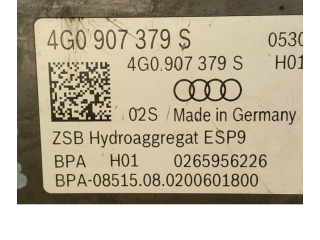 4G0 907 379 S 0530
4G0 907 379 S H01
02S Made in Germany
ZSB Hydroaggregat ESP9
BPA H01 0265956226
BPA-08515.08.0200601800